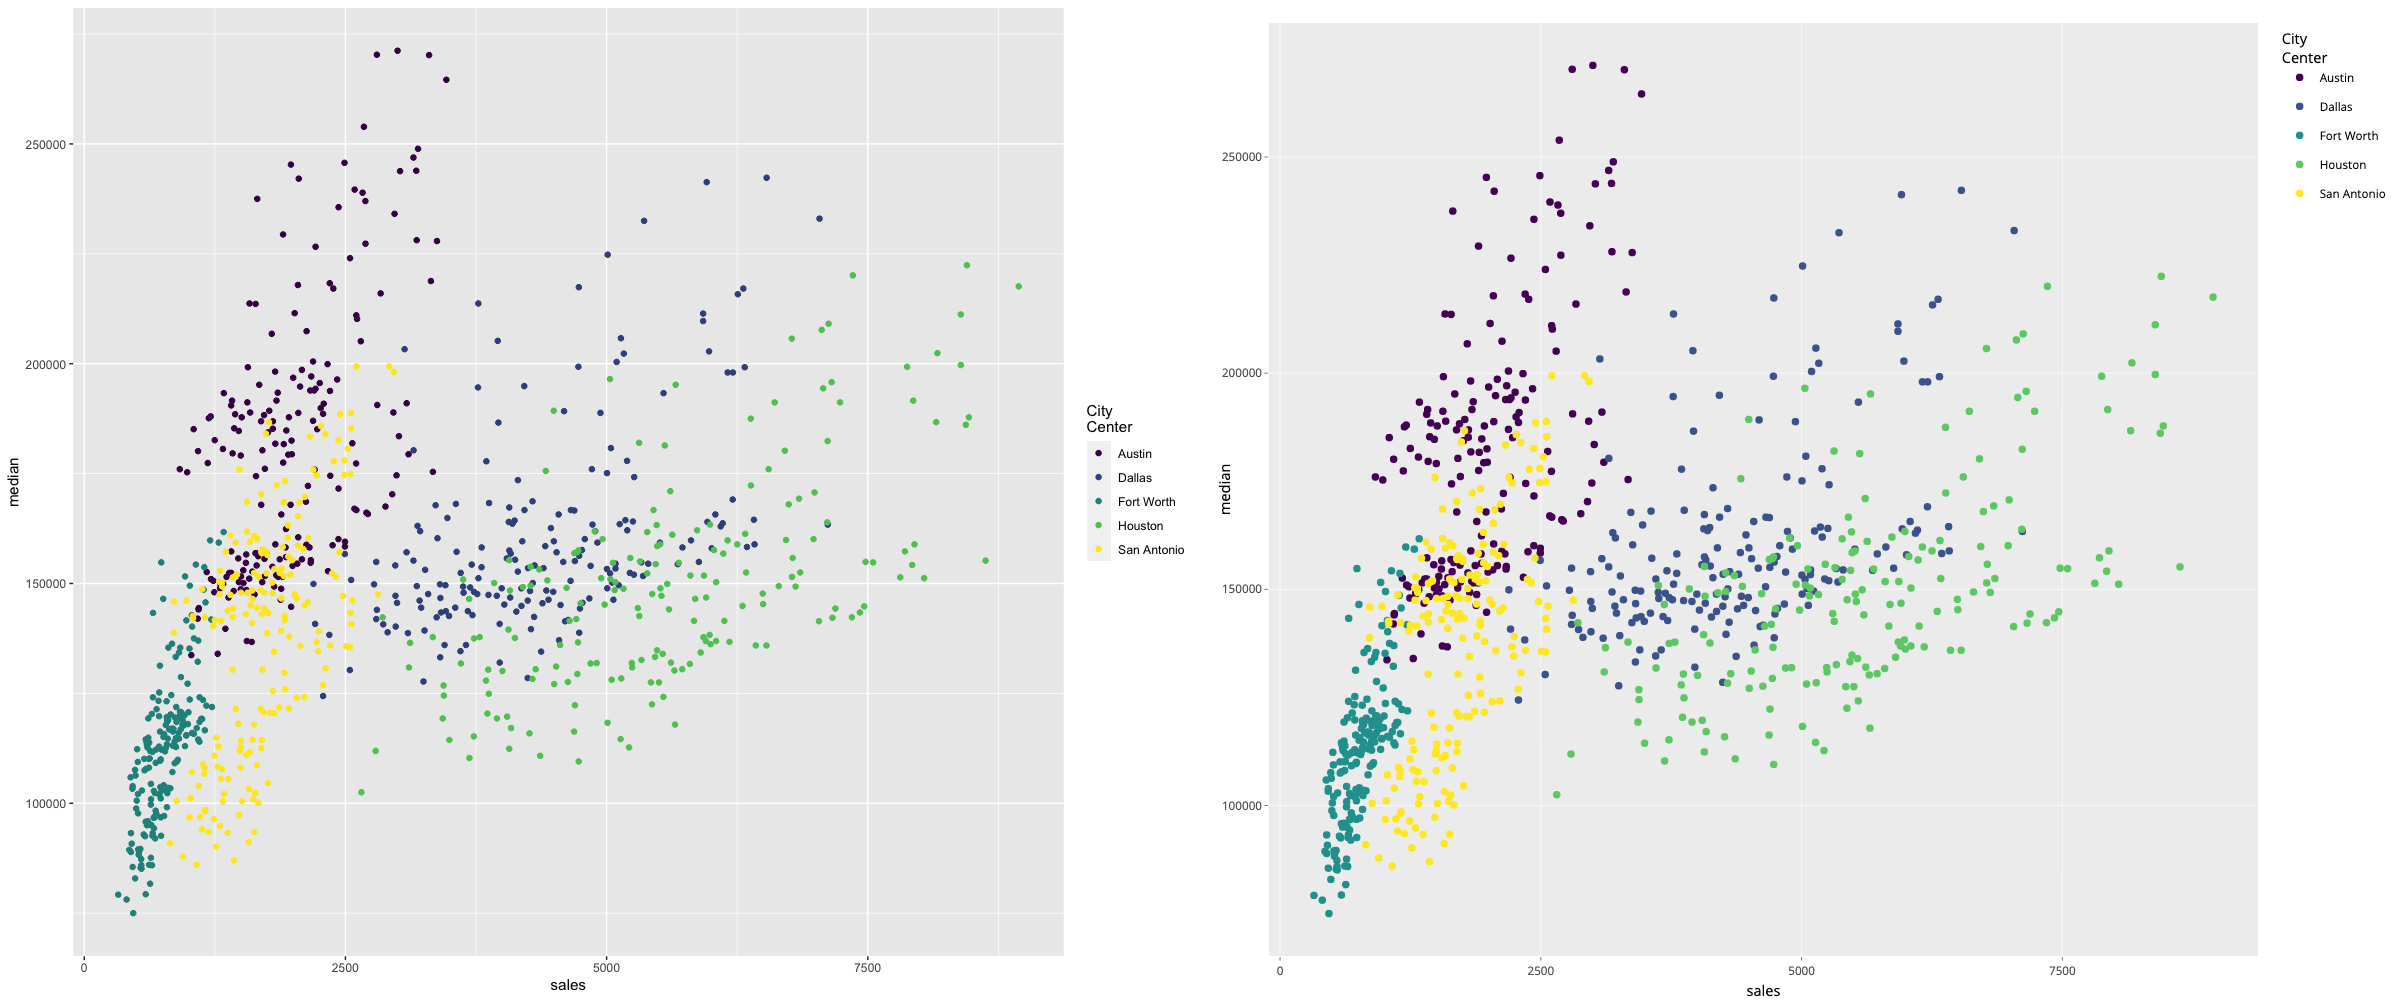 250000
200000
150000
100000
median
0
2500
5000
7500
sales
City
Center
Austin
Dallas
Fort Worth
Houston
San Antonio
250000
200000
150000
100000
median
0
2500
5000
7500
sales
City
Center
Austin
Dallas
Fort Worth
Houston
San Antonio